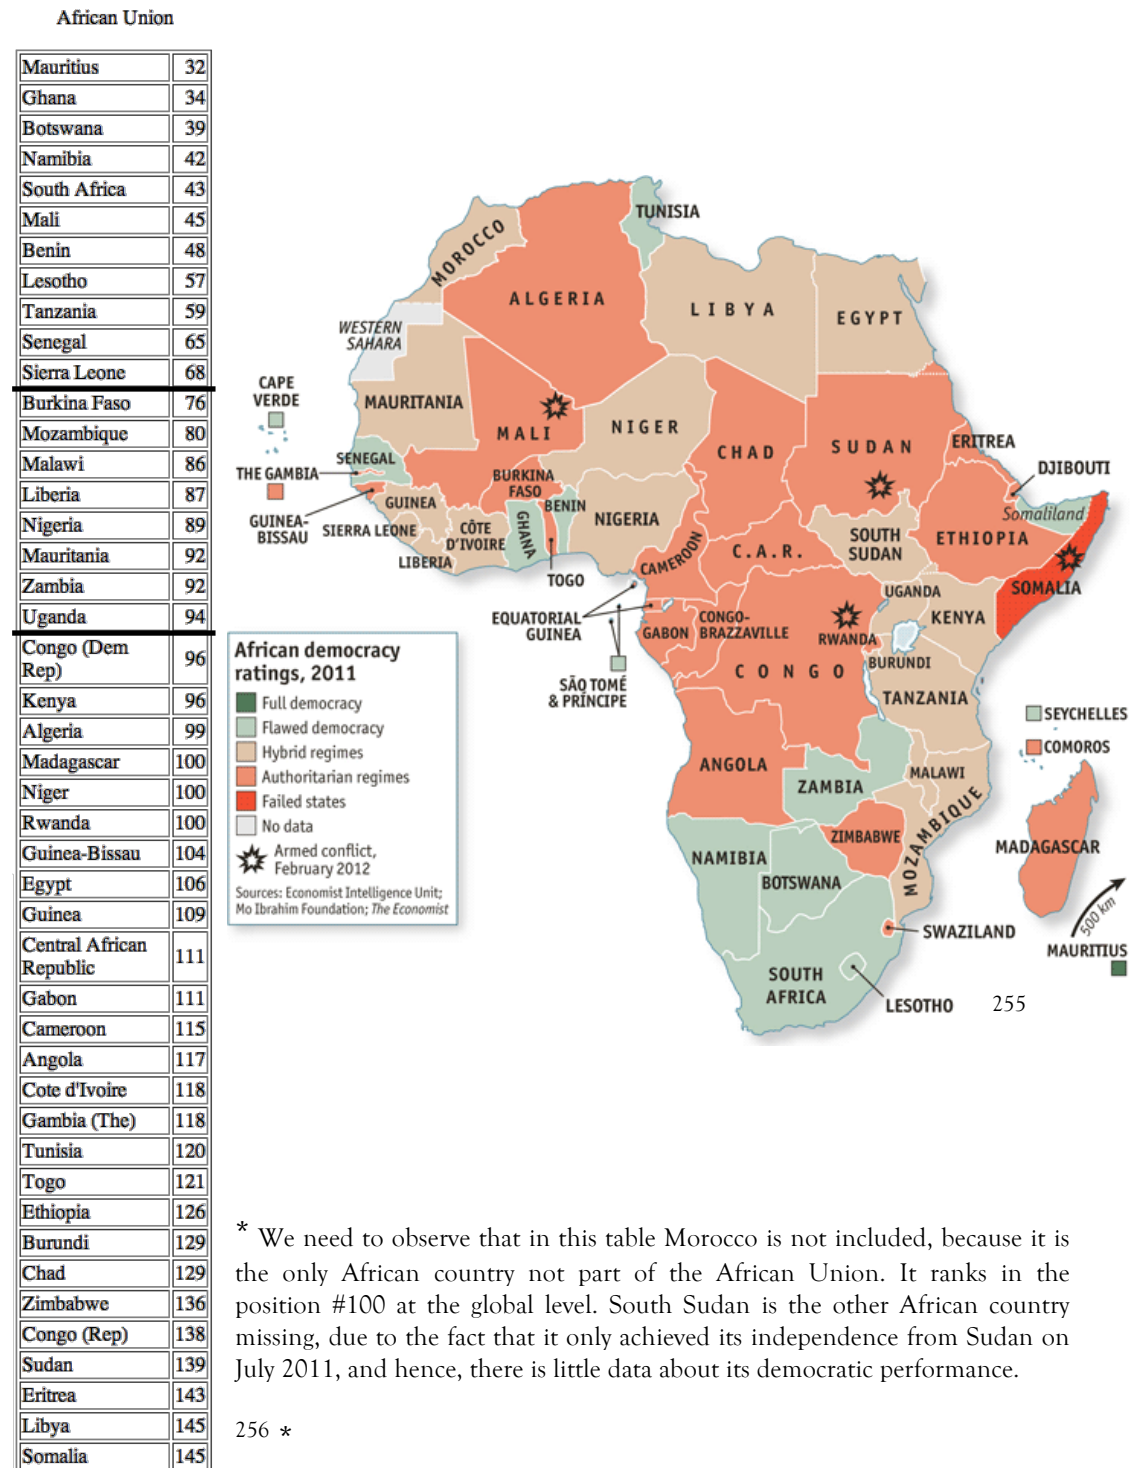 African Union
Mauritius 32
Ghana 34
Botswana 39
Namibia 42
South Africa 43
Mali 45
Benin 48
Lesotho 57
Tanzania 59
Senegal 65
Sierra Leone 68
Burkina Faso 76
Mozambique 80
Malawi 86
Liberia 87
Nigeria 89
Mauritania 92
Zambia 92
Uganda 94
Congo (Dem
Rep) 96
Kenya 96
Algeria 99
Madagascar 100
Niger 100
Rwanda 100
Guinea-Bissau 104
Egypt 106
Guinea 109
Central African
Republic 111
Gabon 111
Cameroon 115
Angola 117
Cote d'Ivoire 118
Gambia (The) 118
Tunisia 120
Togo 121
Ethiopia 126
Burundi 129
Chad 129
Zimbabwe 136
Congo (Rep) 138
Sudan 139
Eritrea 143
Libya 145
Somalia 145
TUNISIA
MOROCCO
ALGERIA
LIBYA
EGYPT
WESTERN
SAHARA
CAPE
VERDE
MAURITANIA
MALI
NIGER
CHAD
SUDAN
ERITREA
DJIBOUTI
SENEGAL
THE GAMBIA
BURKINA
FASO
BENIN
GUINEA
GUINEA-
BISSAU
SIERRA LEONE
CÔTE
D'IVOIRE
GHANA
NIGERIA
SOUTH
SUDAN
ETHIOPIA
Somaliland
LIBERIA
TOGO
CAMEROON
C.A.R.
SOMALIA
UGANDA
KENYA
EQUATORIAL
GUINEA
GABON
CONGO-
BRAZZAVILLE
RWANDA
BURUNDI
CONGO
SÃO TOMÉ
& PRÍNCIPE
TANZANIA
SEYCHELLES
COMOROS
ANGOLA
ZAMBIA
MALAWI
MOZAMBIQUE
ZIMBABWE
MADAGASCAR
NAMIBIA
BOTSWANA
SWAZILAND
500 km
MAURITIUS
SOUTH
AFRICA
LESOTHO
255
African democracy
ratings, 2011
Full democracy
Flawed democracy
Hybrid regimes
Authoritarian regimes
Failed states
No data
Armed conflict,
February 2012
Sources: Economist Intelligence Unit;
Mo Ibrahim Foundation; The Economist
* We need to observe that in this table Morocco is not included, because it is
the only African country not part of the African Union. It ranks in the
position #100 at the global level. South Sudan is the other African country
missing, due to the fact that it only achieved its independence from Sudan on
July 2011, and hence, there is little data about its democratic performance.
256 *